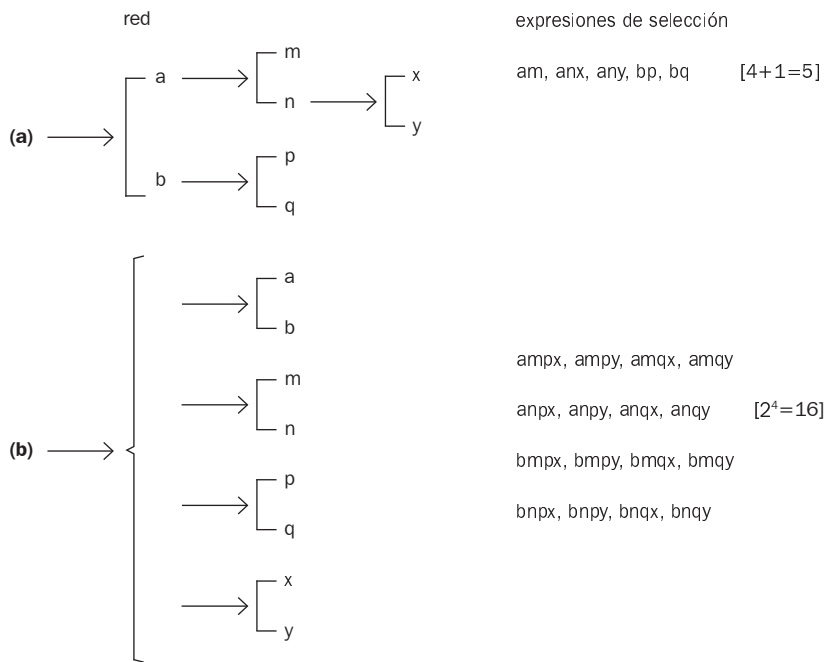 red expresiones de selección
m
a x am, anx, any, bp, bq [4+1=5]
n
(a) y
p
b
q
a
b
ampx, ampy, amqx, amqy
m
anpx, anpy, anqx, anqy [2⁴=16]
n
(b)
bmpx, bmpy, bmqx, bmqy
p
bnpx, bnpy, bnqx, bnqy
q
x
y